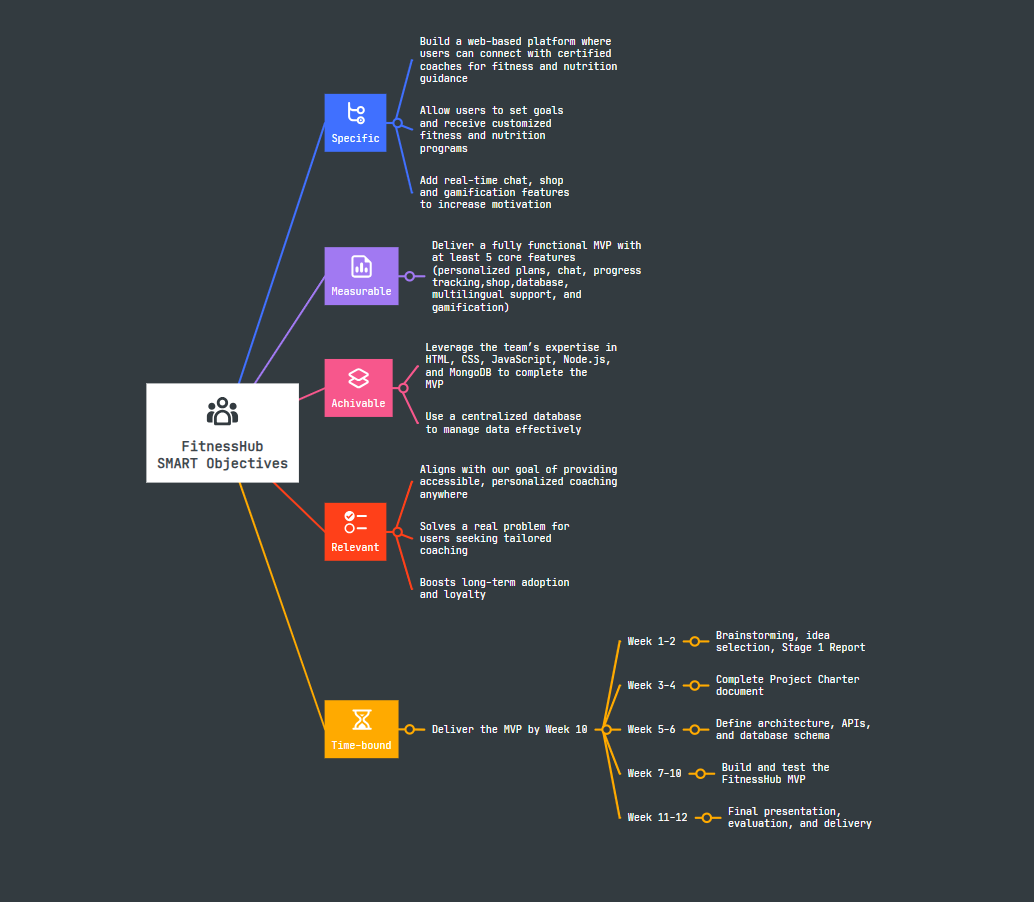 Build a web-based platform where
users can connect with certified
coaches for fitness and nutrition
guidance
Allow users to set goals
and receive customized
fitness and nutrition
programs
Specific
Add real-time chat, shop
and gamification features
to increase motivation
Deliver a fully functional MVP with
at least 5 core features
(personalized plans, chat, progress
tracking,shop,database,
multilingual support, and
gamification)
Measurable
Leverage the team’s expertise in
HTML, CSS, JavaScript, Node.js,
and MongoDB to complete the
MVP
Achivable
Use a centralized database
to manage data effectively
FitnessHub
SMART Objectives
Aligns with our goal of providing
accessible, personalized coaching
anywhere
Solves a real problem for
users seeking tailored
coaching
Relevant
Boosts long-term adoption
and loyalty
Time-bound
Deliver the MVP by Week 10
Week 1-2
Brainstorming, idea
selection, Stage 1 Report
Week 3-4
Complete Project Charter
document
Week 5-6
Define architecture, APIs,
and database schema
Week 7-10
Build and test the
FitnessHub MVP
Week 11-12
Final presentation,
evaluation, and delivery